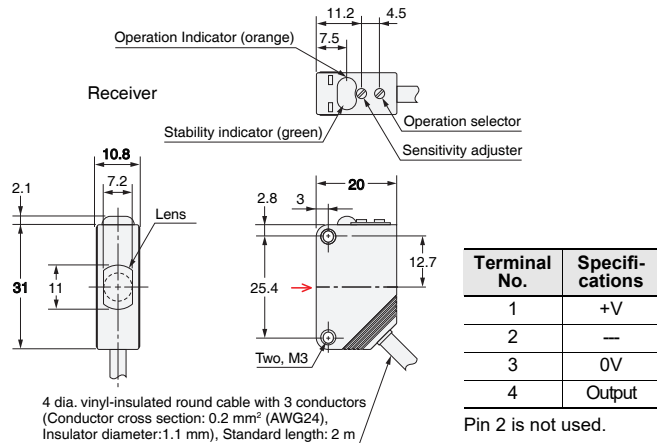 11.2
4.5
7.5
Operation Indicator (orange)
Receiver
Operation selector
Stability indicator (green)
Sensitivity adjuster
10.8
7.2
2.1
Lens
31
11
20
2.8
3
25.4
12.7
Two, M3
4 dia. vinyl-insulated round cable with 3 conductors
(Conductor cross section: 0.2 mm² (AWG24),
Insulator diameter:1.1 mm), Standard length: 2 m
Terminal No. Specifi-cations
1 +V
2 ---
3 0V
4 Output
Pin 2 is not used.